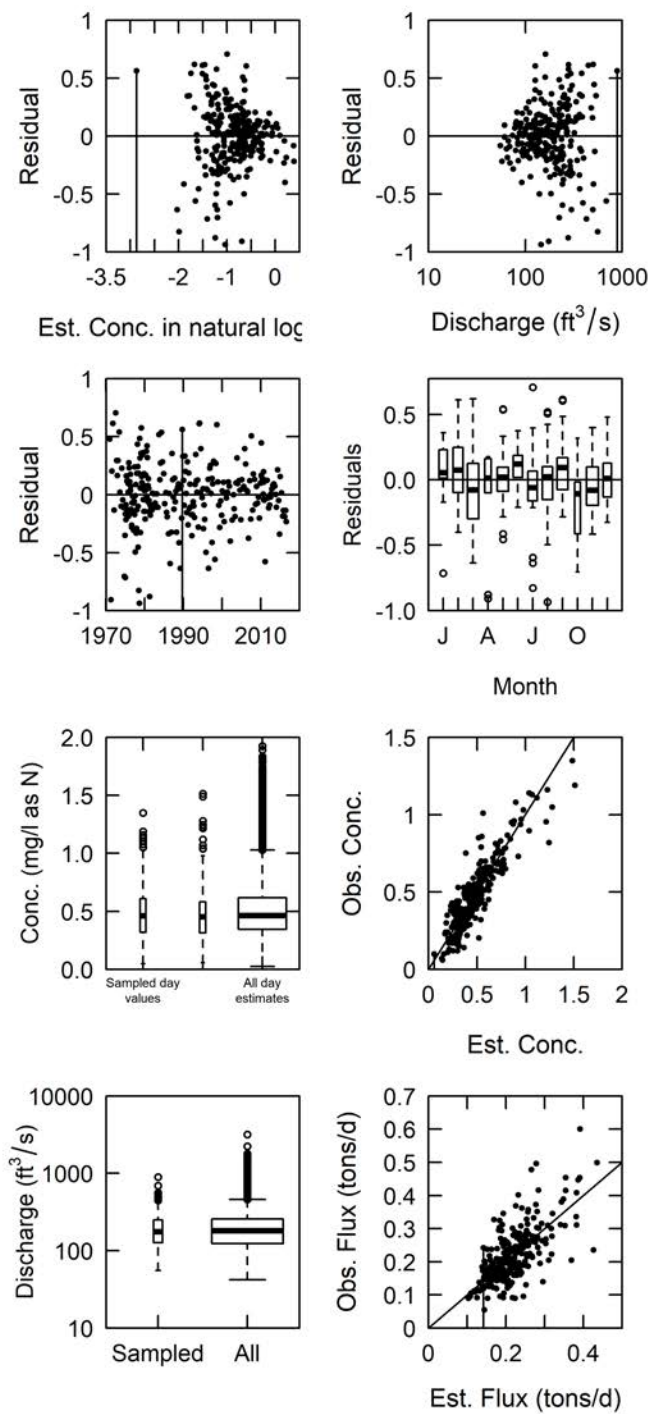 1
0.5
0
-0.5
-1
Residual
-3.5 -2 -1 0
Est. Conc. in natural log
1
0.5
0
-0.5
-1
Residual
10 100 1000
Discharge (ft³/s)
1
0.5
0
-0.5
-1
Residual
1970 1990 2010
0.5
0.0
-0.5
-1.0
Residuals
J A J O
Month
2.0
1.5
1.0
0.5
0.0
Conc. (mg/l as N)
Sampled day
values
All day
estimates
1.5
1
0.5
0
Obs. Conc.
0 0.5 1 1.5 2
Est. Conc.
10000
1000
100
10
Discharge (ft³/s)
Sampled All
0.7
0.6
0.5
0.4
0.3
0.2
0.1
0
Obs. Flux (tons/d)
0 0.2 0.4
Est. Flux (tons/d)